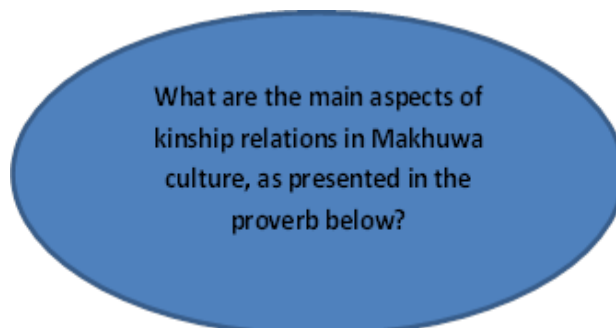 What are the main aspects of
kinship relations in Makhuwa
culture, as presented in the
proverb below?